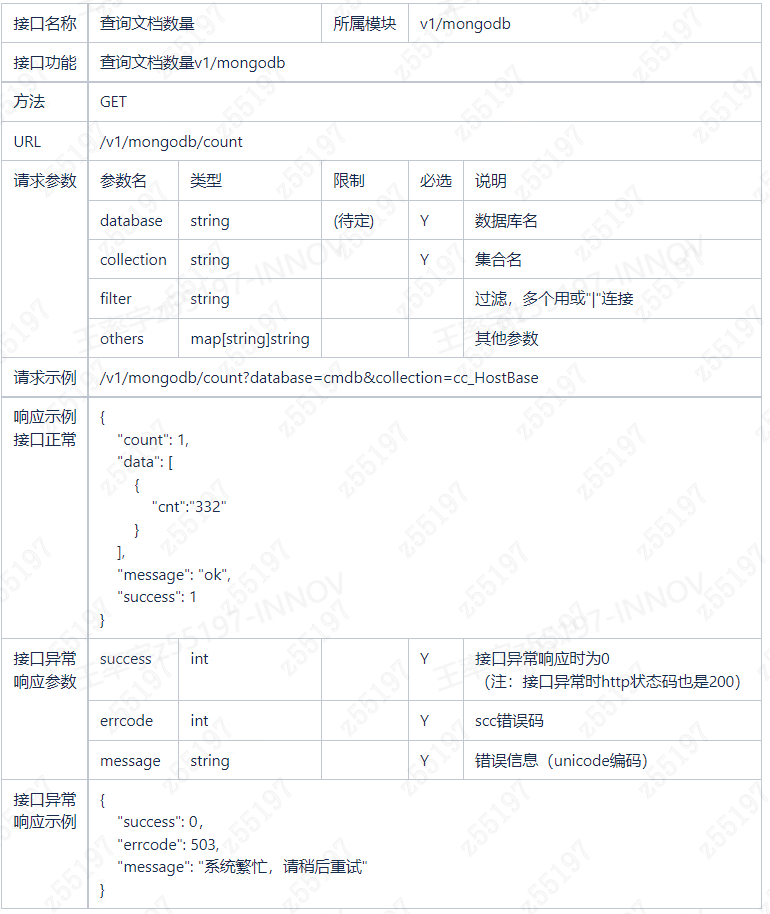 接口名称 查询文档数量 所属模块 v1/mongodb
接口功能 查询文档数量v1/mongodb
方法 GET
URL /v1/mongodb/count
请求参数 参数名 类型 限制 必选 说明
database string (待定) Y 数据库名
collection string Y 集合名
filter string 过滤，多个用或"|"连接
others map[string]string 其他参数
请求示例 /v1/mongodb/count?database=cmdb&collection=cc_HostBase
响应示例
接口正常
{
"count": 1,
"data": [
{
"cnt":"332"
}
],
"message": "ok",
"success": 1
}
接口异常
响应参数
success int Y 接口异常响应时为0
（注：接口异常时http状态码也是200）
errcode int Y scc错误码
message string Y 错误信息（unicode编码）
接口异常
响应示例
{
"success": 0,
"errcode": 503,
"message": "系统繁忙，请稍后重试"
}
z55197